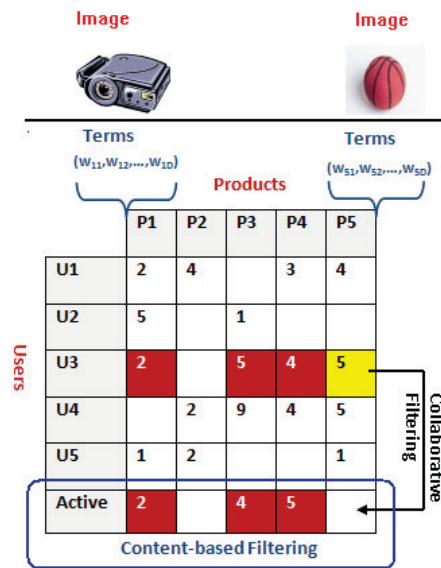 Image Image
Terms Terms
(w11,w12,...,w1D) (w51,w52,...,w5D)
Products
P1 P2 P3 P4 P5
U1 2 4 3 4
U2 5 1
U3 2 5 4 5
U4 2 9 4 5
U5 1 2 1
Active 2 4 5
Users
Collaborative
Filtering
Content-based Filtering